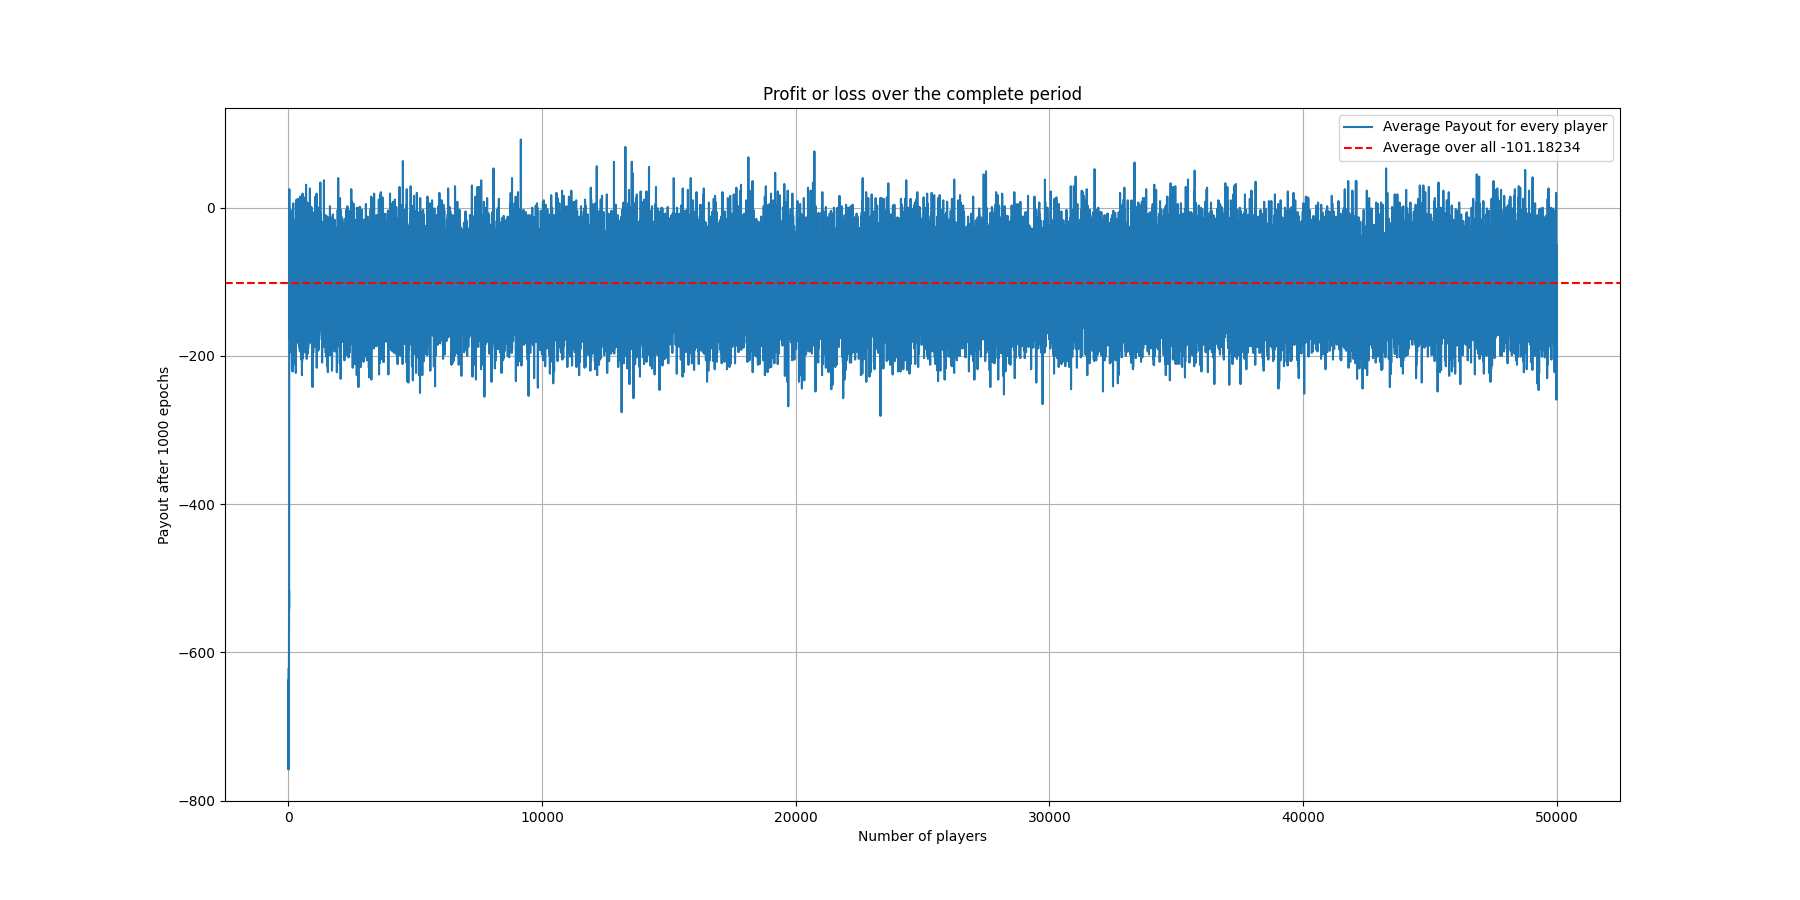 Profit or loss over the complete period
Average Payout for every player
Average over all -101.18234
0
−200
−400
−600
−800
Payout after 1000 epochs
0
10000
20000
30000
40000
50000
Number of players